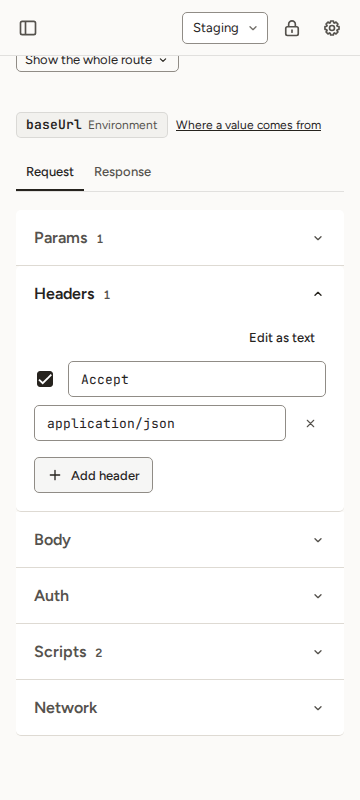 Staging
Show the whole route
baseUrl Environment Where a value comes from
Request Response
Params 1
Headers 1
Edit as text
Accept
application/json
Add header
Body
Auth
Scripts 2
Network